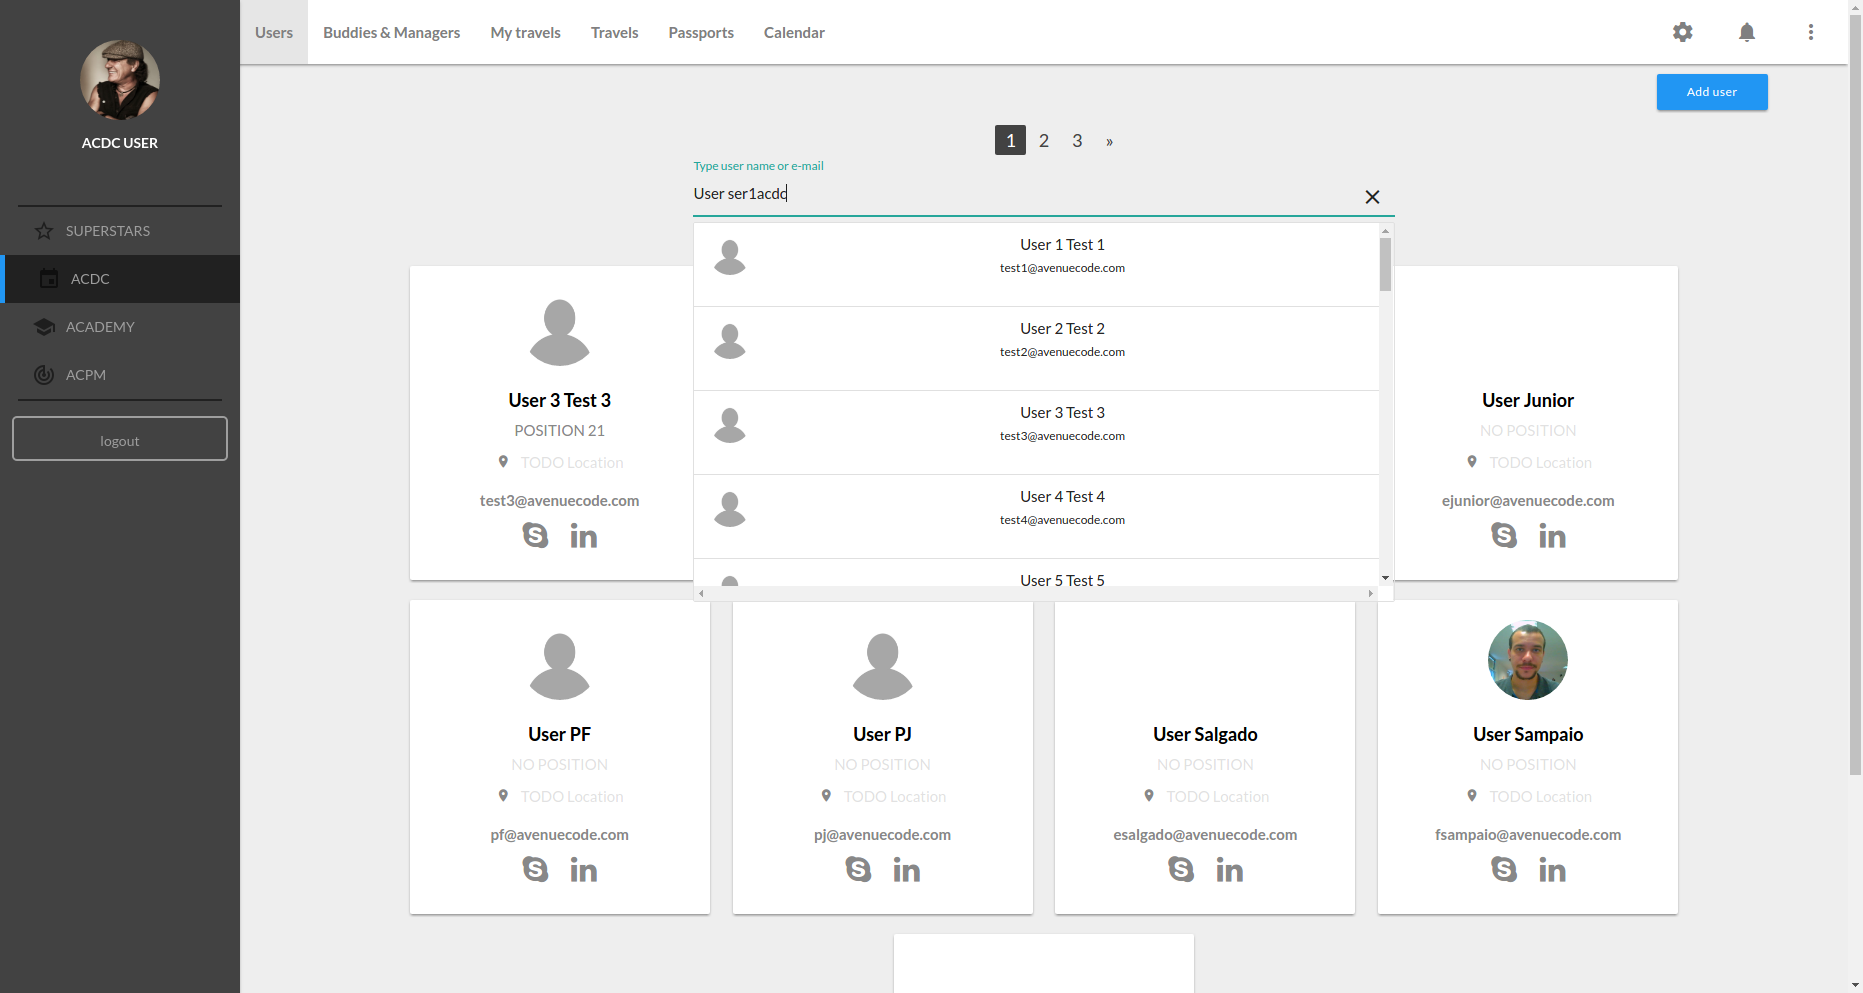 Users Buddies & Managers My travels Travels Passports Calendar
ACDC USER
SUPERSTARS
ACDC
ACADEMY
ACPM
logout
Add user
1 2 3 »
Type user name or e-mail
User ser1acdc
User 1 Test 1
test1@avenuecode.com
User 2 Test 2
test2@avenuecode.com
User 3 Test 3
test3@avenuecode.com
User 4 Test 4
test4@avenuecode.com
User 5 Test 5
User 3 Test 3
POSITION 21
TODO Location
test3@avenuecode.com
User Junior
NO POSITION
TODO Location
ejunior@avenuecode.com
User PF
NO POSITION
TODO Location
pf@avenuecode.com
User PJ
NO POSITION
TODO Location
pj@avenuecode.com
User Salgado
NO POSITION
TODO Location
esalgado@avenuecode.com
User Sampaio
NO POSITION
TODO Location
fsampaio@avenuecode.com